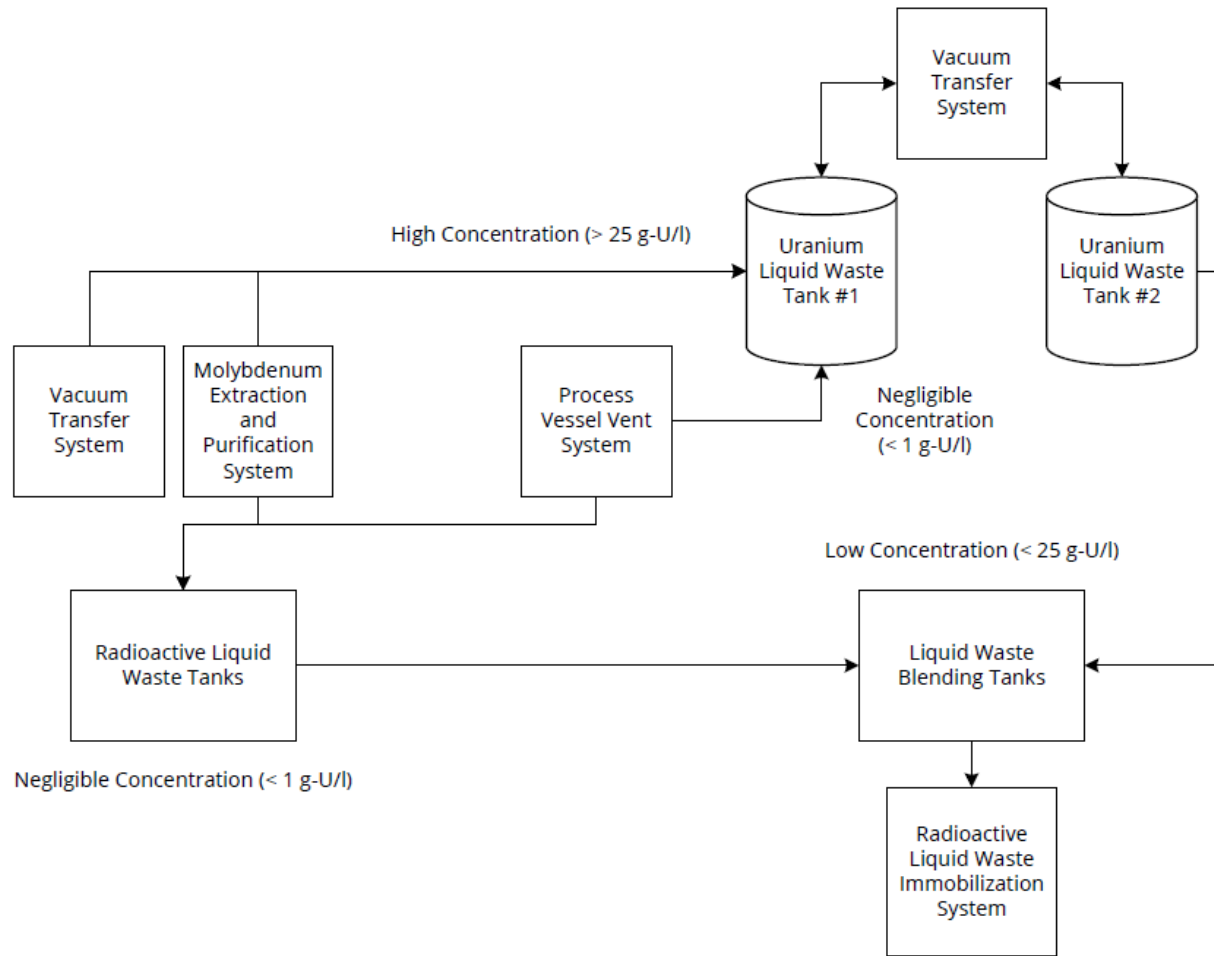 Vacuum
Transfer
System
High Concentration (> 25 g-U/l)
Uranium
Liquid Waste
Tank #1
Uranium
Liquid Waste
Tank #2
Vacuum
Transfer
System
Molybdenum
Extraction
and
Purification
System
Process
Vessel Vent
System
Negligible
Concentration
(< 1 g-U/l)
Low Concentration (< 25 g-U/l)
Radioactive Liquid
Waste Tanks
Liquid Waste
Blending Tanks
Negligible Concentration (< 1 g-U/l)
Radioactive
Liquid Waste
Immobilization
System